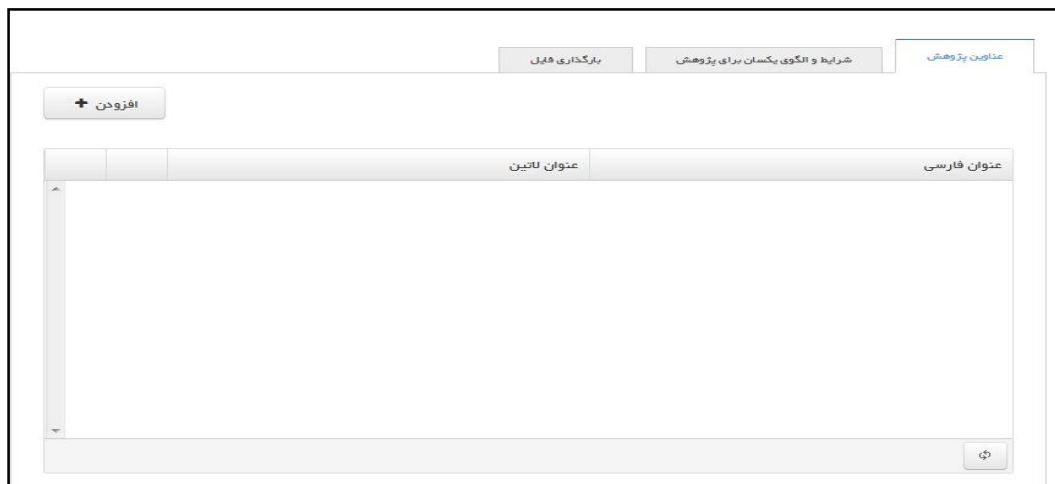 عناوین پژوهش
شرایط و الگوی یکسان برای پژوهش
بارگذاری فایل
افزودن
عنوان فارسی
عنوان لاتین